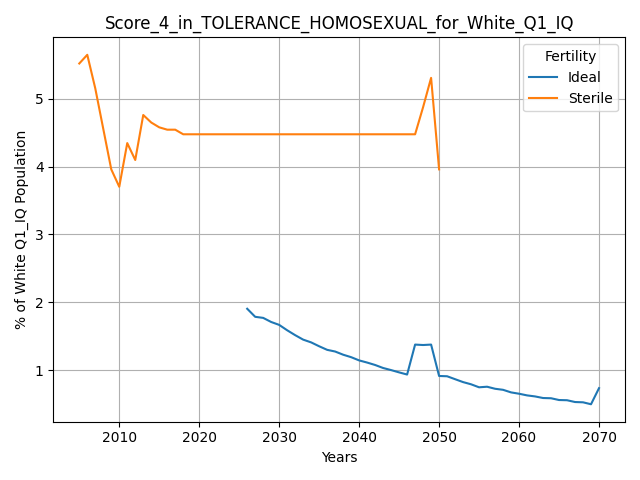 Score_4_in_TOLERANCE_HOMOSEXUAL_for_White_Q1_IQ
Fertility
Ideal
Sterile
% of White Q1_IQ Population
5
4
3
2
1
2010 2020 2030 2040 2050 2060 2070
Years